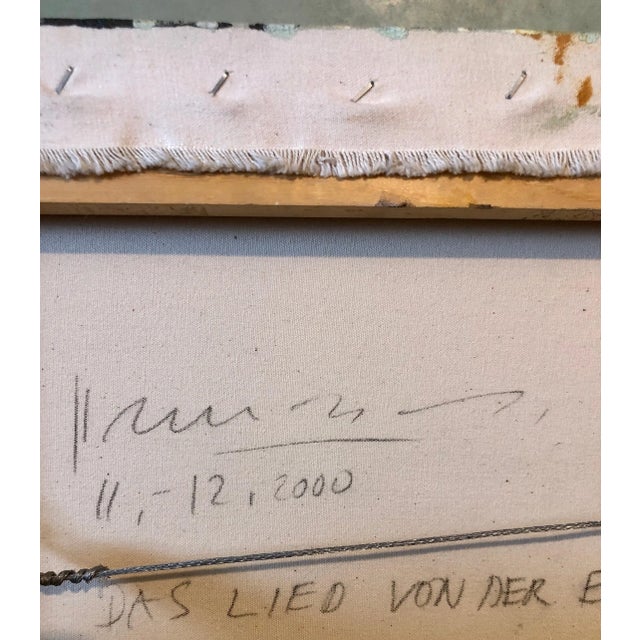 11,-12,2000
DAS LIED VON DER E